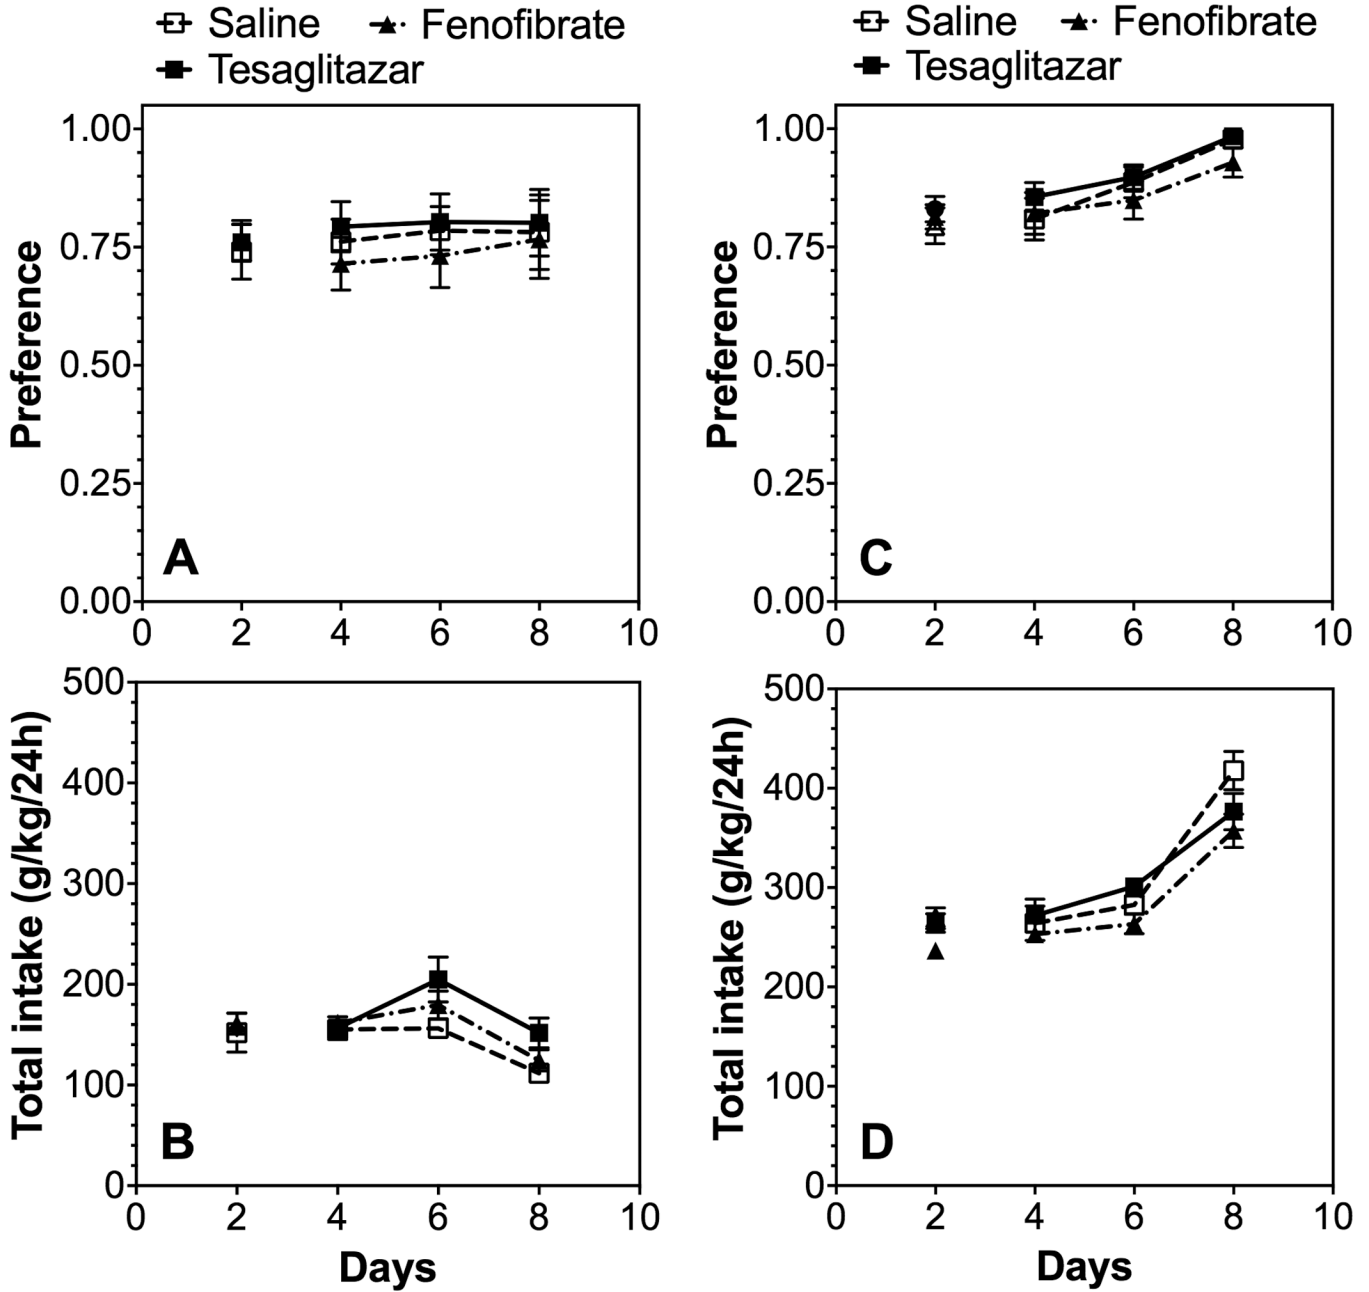 Saline Fenofibrate
Tesaglitazar
1.00
0.75
0.50
0.25
0.00
Preference
A
0 2 4 6 8 10
Saline Fenofibrate
Tesaglitazar
1.00
0.75
0.50
0.25
0.00
Preference
C
0 2 4 6 8 10
500
400
300
200
100
0
Total intake (g/kg/24h)
B
0 2 4 6 8 10
Days
500
400
300
200
100
0
Total intake (g/kg/24h)
D
0 2 4 6 8 10
Days